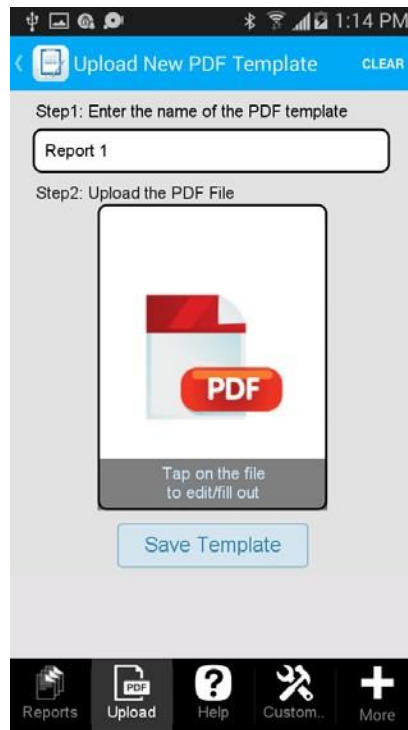 1:14 PM
Upload New PDF Template CLEAR
Step1: Enter the name of the PDF template
Report 1
Step2: Upload the PDF File
PDF
Tap on the file
to edit/fill out
Save Template
PDF
?
Reports Upload Help Custom.. More